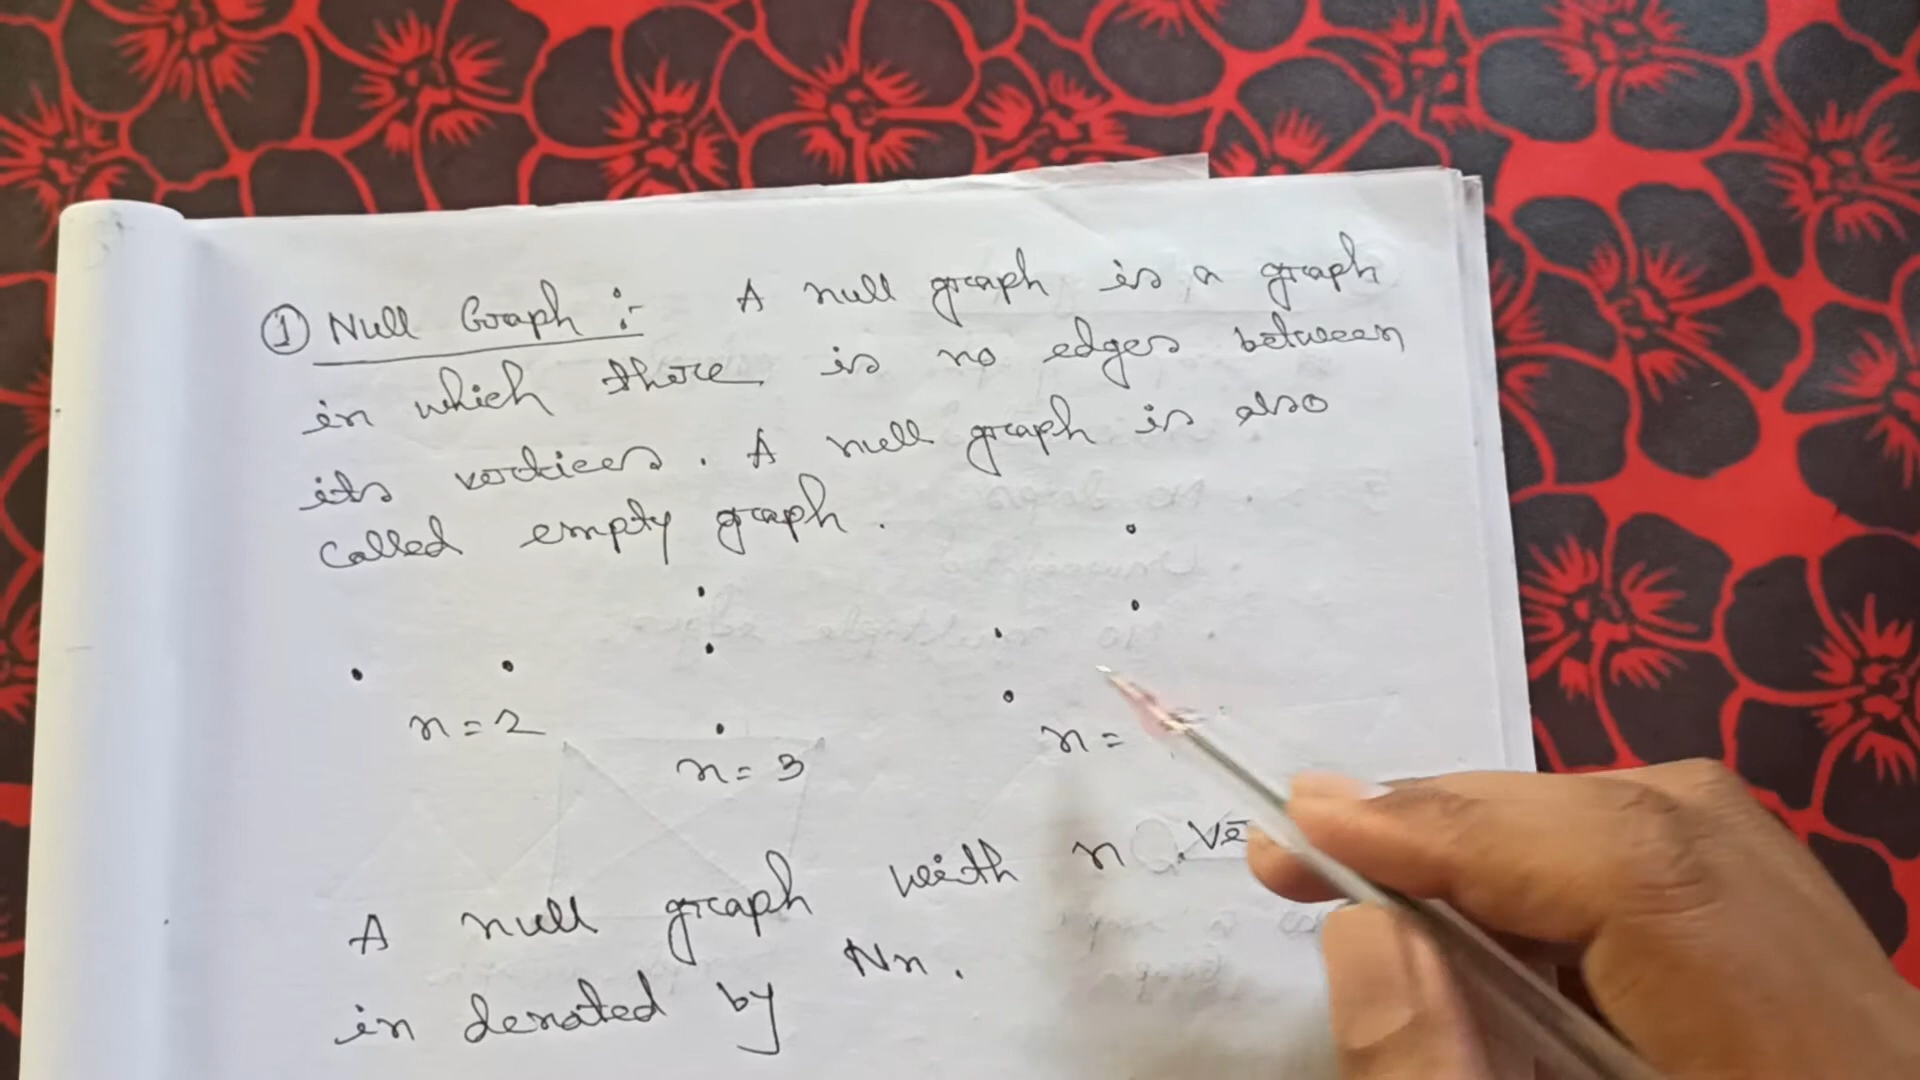 ① Null Graph :- A null graph is a graph
in which there is no edges between
its vertices. A null graph is also
called empty graph.
n = 2
n = 3
n =
A null graph with n
is denoted by Nn.